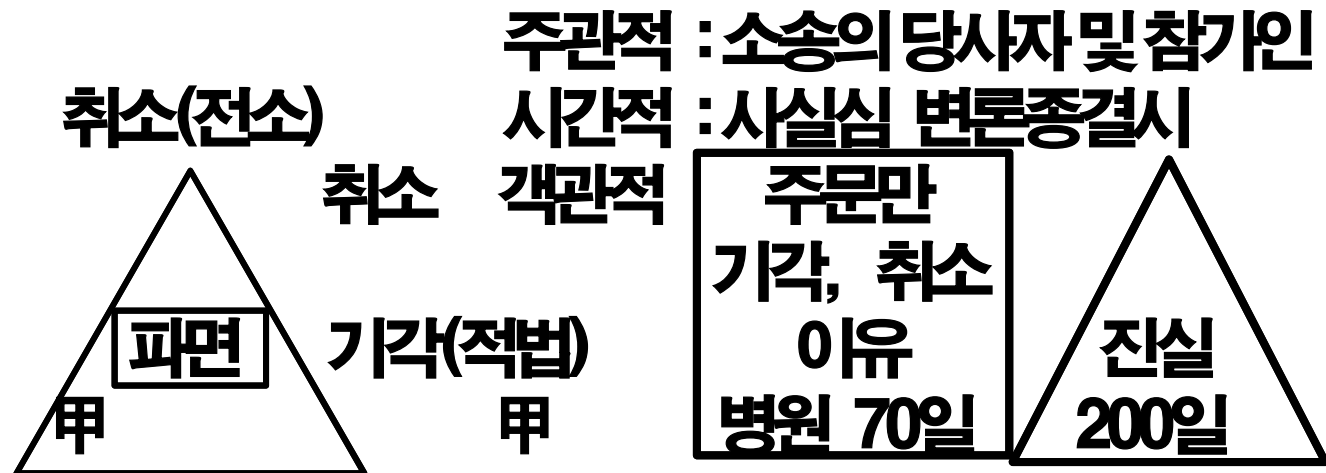 주관적 : 소송의 당사자 및 참가인
취소(전소) 시간적 : 사실심 변론종결시
취소 객관적 주문만
기각, 취소
파면 기각(적법) 이유 진실
甲 甲 병원 70일 200일